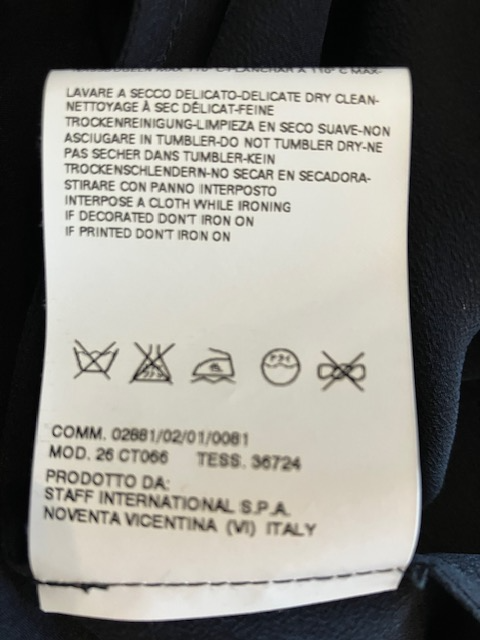 LAVARE A SECCO DELICATO-DELICATE DRY CLEAN-
NETTOYAGE À SEC DÉLICAT-FEINE
TROCKENREINIGUNG-LIMPIEZA EN SECO SUAVE-NON
ASCIUGARE IN TUMBLER-DO NOT TUMBLER DRY-NE
PAS SECHER DANS TUMBLER-KEIN
TROCKENSCHLENDERN-NO SECAR EN SECADORA-
STIRARE CON PANNO INTERPOSTO
INTERPOSE A CLOTH WHILE IRONING
IF DECORATED DON'T IRON ON
IF PRINTED DON'T IRON ON
COMM. 02881/02/01/0081
MOD. 26 CT066 TESS. 36724
PRODOTTO DA:
STAFF INTERNATIONAL S.P.A.
NOVENTA VICENTINA (VI) ITALY